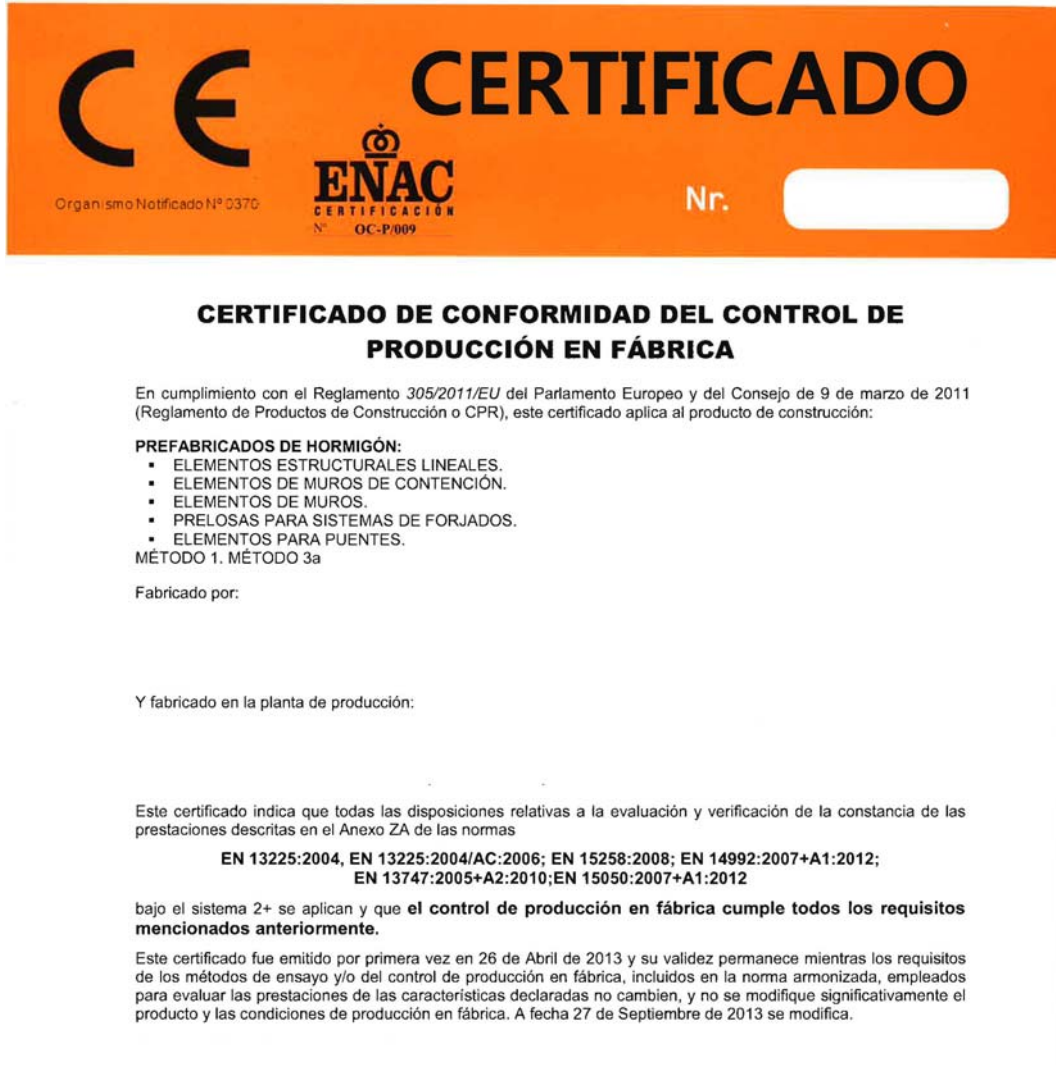 CE
CERTIFICADO
Organismo Notificado Nº 0370
ENAC
CERTIFICACIÓN
Nº OC-P/009
Nr.
CERTIFICADO DE CONFORMIDAD DEL CONTROL DE
PRODUCCIÓN EN FÁBRICA
En cumplimiento con el Reglamento 305/2011/EU del Parlamento Europeo y del Consejo de 9 de marzo de 2011
(Reglamento de Productos de Construcción o CPR), este certificado aplica al producto de construcción:
PREFABRICADOS DE HORMIGÓN:
▪ ELEMENTOS ESTRUCTURALES LINEALES.
▪ ELEMENTOS DE MUROS DE CONTENCIÓN.
▪ ELEMENTOS DE MUROS.
▪ PRELOSAS PARA SISTEMAS DE FORJADOS.
▪ ELEMENTOS PARA PUENTES.
MÉTODO 1. MÉTODO 3a
Fabricado por:
Y fabricado en la planta de producción:
Este certificado indica que todas las disposiciones relativas a la evaluación y verificación de la constancia de las
prestaciones descritas en el Anexo ZA de las normas
EN 13225:2004, EN 13225:2004/AC:2006; EN 15258:2008; EN 14992:2007+A1:2012;
EN 13747:2005+A2:2010;EN 15050:2007+A1:2012
bajo el sistema 2+ se aplican y que el control de producción en fábrica cumple todos los requisitos
mencionados anteriormente.
Este certificado fue emitido por primera vez en 26 de Abril de 2013 y su validez permanece mientras los requisitos
de los métodos de ensayo y/o del control de producción en fábrica, incluidos en la norma armonizada, empleados
para evaluar las prestaciones de las características declaradas no cambien, y no se modifique significativamente el
producto y las condiciones de producción en fábrica. A fecha 27 de Septiembre de 2013 se modifica.